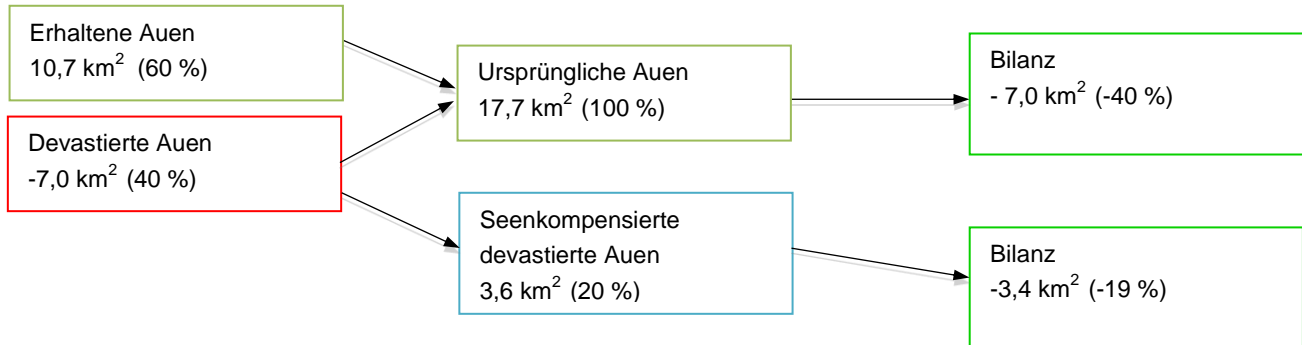 Erhaltene Auen
10,7 km² (60 %)
Devastierte Auen
-7,0 km² (40 %)
Ursprüngliche Auen
17,7 km² (100 %)
Seenkompensierte
devastierte Auen
3,6 km² (20 %)
Bilanz
- 7,0 km² (-40 %)
Bilanz
-3,4 km² (-19 %)